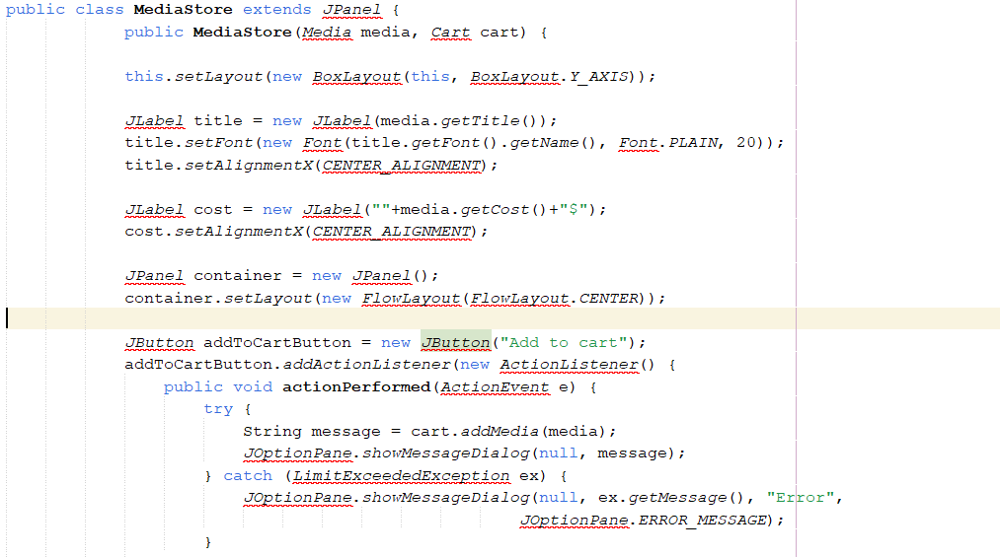 public class MediaStore extends JPanel {
public MediaStore(Media media, Cart cart) {
this.setLayout(new BoxLayout(this, BoxLayout.Y_AXIS));
JLabel title = new JLabel(media.getTitle());
title.setFont(new Font(title.getFont().getName(), Font.PLAIN, 20));
title.setAlignmentX(CENTER_ALIGNMENT);
JLabel cost = new JLabel(""+media.getCost()+"$");
cost.setAlignmentX(CENTER_ALIGNMENT);
JPanel container = new JPanel();
container.setLayout(new FlowLayout(FlowLayout.CENTER));
JButton addToCartButton = new JButton("Add to cart");
addToCartButton.addActionListener(new ActionListener() {
public void actionPerformed(ActionEvent e) {
try {
String message = cart.addMedia(media);
JOptionPane.showMessageDialog(null, message);
} catch (LimitExceededException ex) {
JOptionPane.showMessageDialog(null, ex.getMessage(), "Error",
JOptionPane.ERROR_MESSAGE);
}